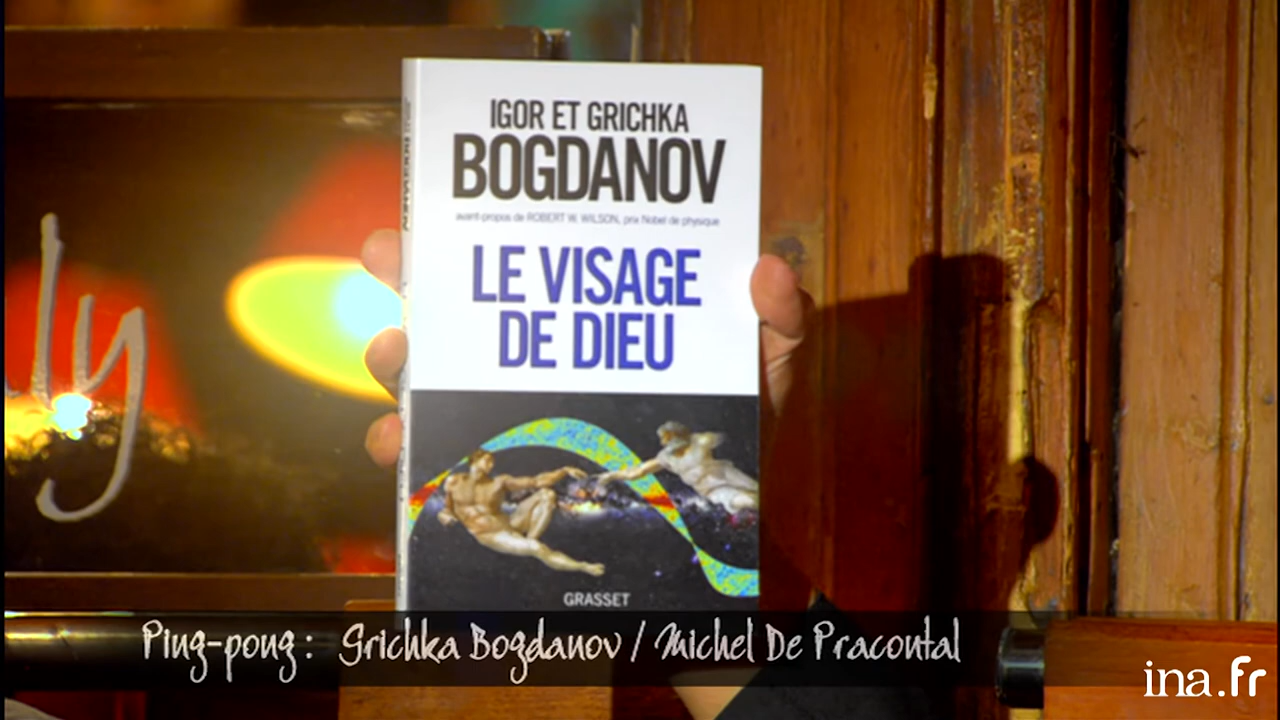 IGOR ET GRICHKA
BOGDANOV
avant-propos de ROBERT W. WILSON, prix Nobel de physique
LE VISAGE
DE DIEU
GRASSET
ly
Ping-pong : Grichka Bogdanov / Michel De Pracontal
ina.fr